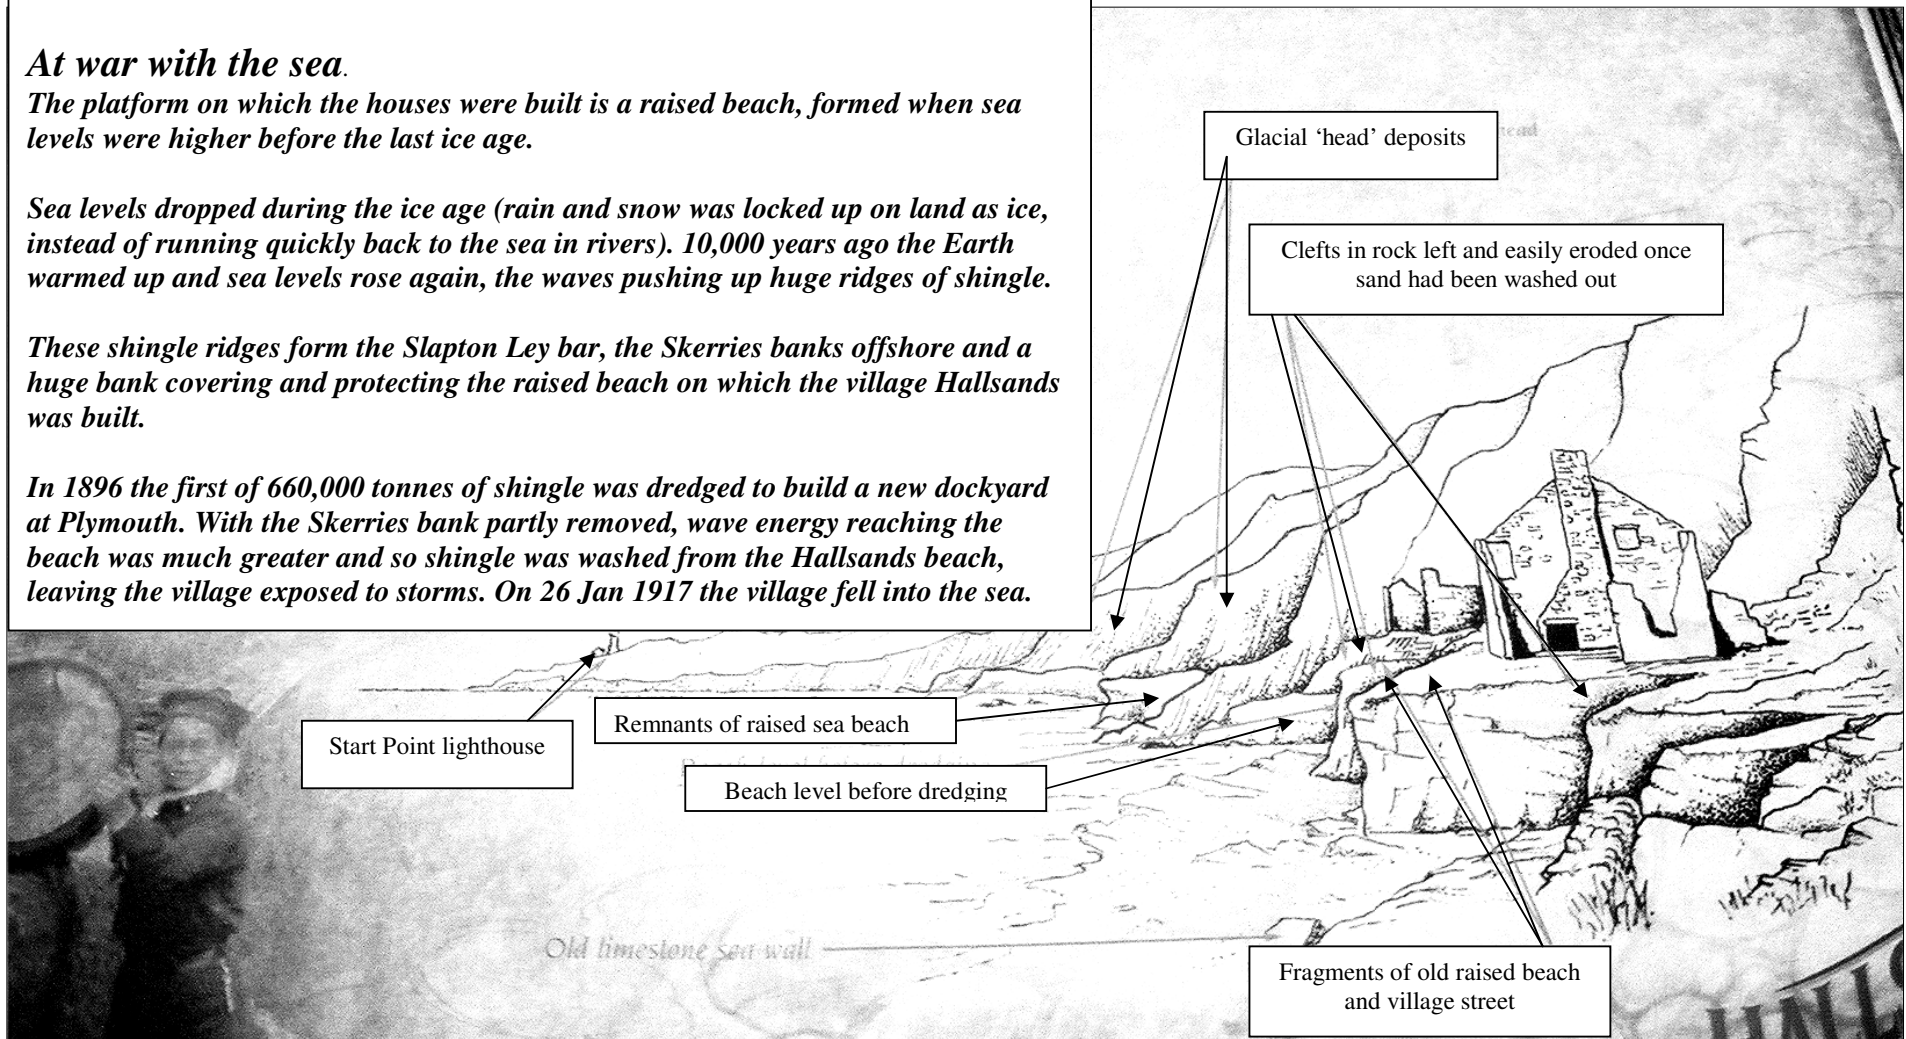 At war with the sea.
The platform on which the houses were built is a raised beach, formed when sea
levels were higher before the last ice age.
Sea levels dropped during the ice age (rain and snow was locked up on land as ice,
instead of running quickly back to the sea in rivers). 10,000 years ago the Earth
warmed up and sea levels rose again, the waves pushing up huge ridges of shingle.
These shingle ridges form the Slapton Ley bar, the Skerries banks offshore and a
huge bank covering and protecting the raised beach on which the village Hallsands
was built.
In 1896 the first of 660,000 tonnes of shingle was dredged to build a new dockyard
at Plymouth. With the Skerries bank partly removed, wave energy reaching the
beach was much greater and so shingle was washed from the Hallsands beach,
leaving the village exposed to storms. On 26 Jan 1917 the village fell into the sea.
Glacial ‘head’ deposits
Clefts in rock left and easily eroded once
sand had been washed out
Start Point lighthouse
Remnants of raised sea beach
Beach level before dredging
Old limestone sea wall
Fragments of old raised beach
and village street